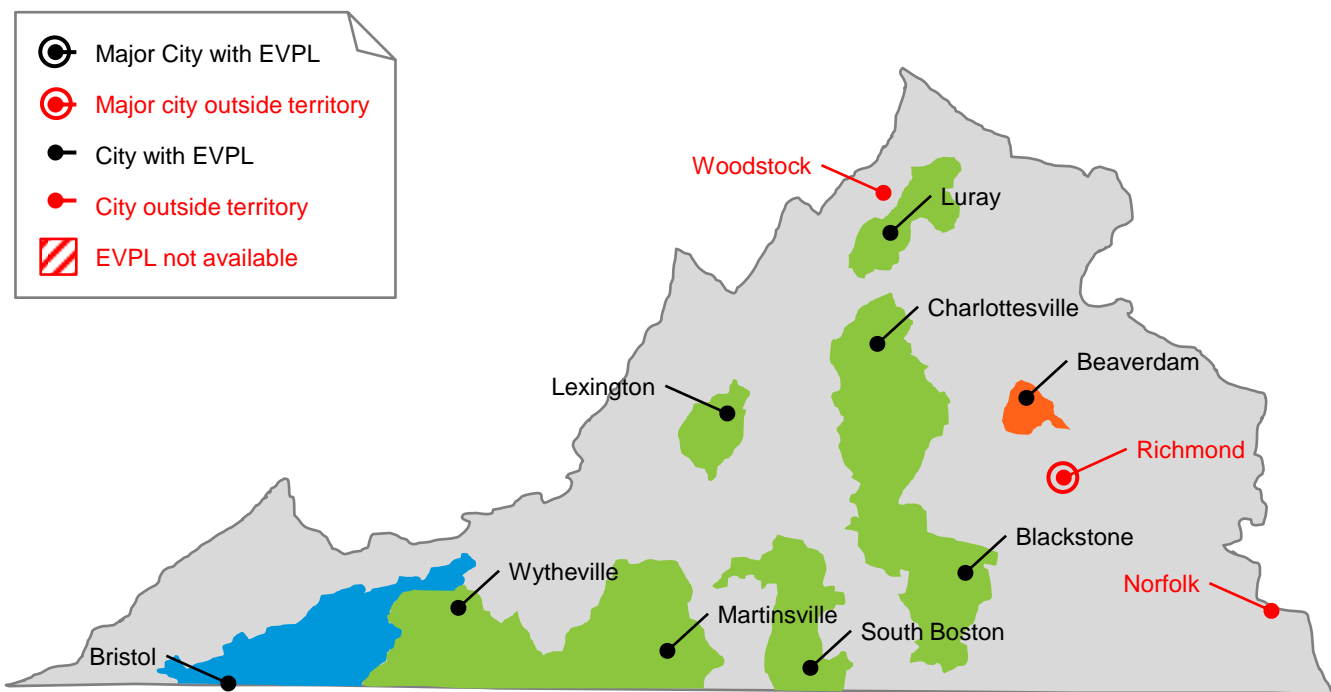 Major City with EVPL
Major city outside territory
City with EVPL
City outside territory
EVPL not available
Woodstock
Luray
Charlottesville
Beaverdam
Lexington
Richmond
Blackstone
Wytheville
Norfolk
Martinsville
South Boston
Bristol